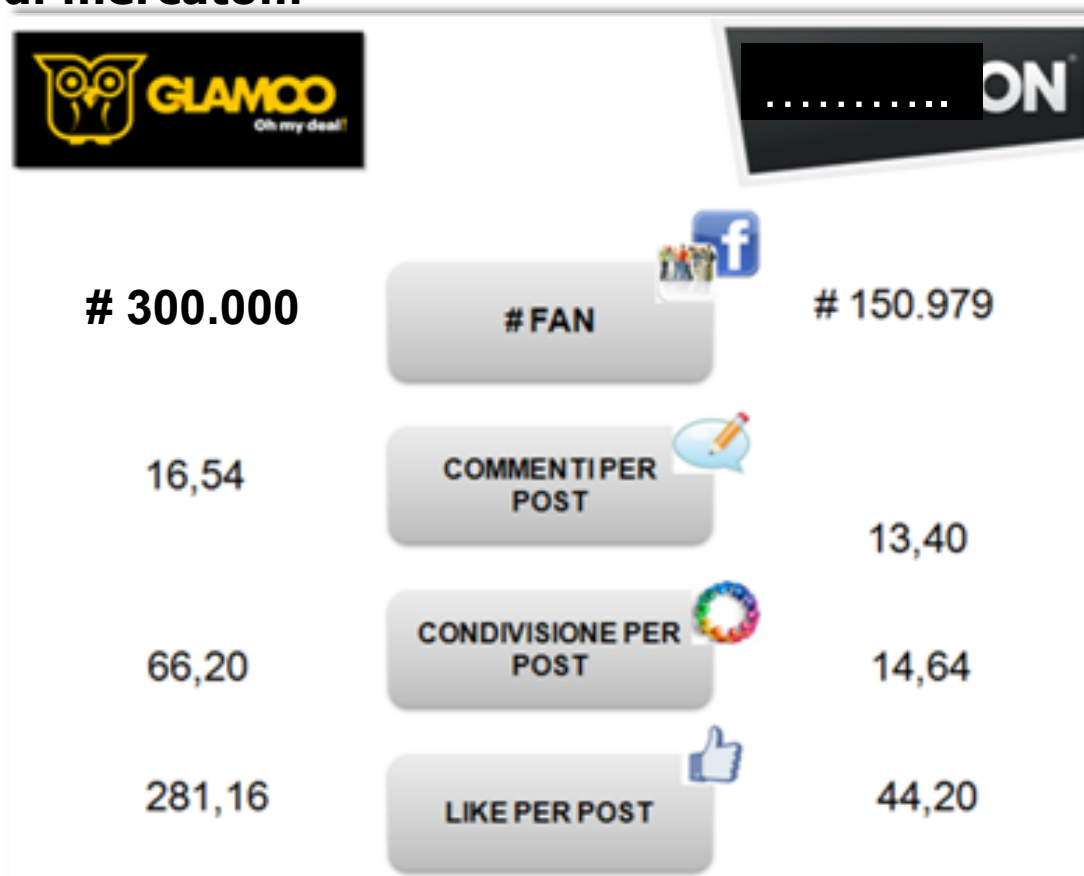 mercato...
GLAMOO
Oh my deal!
...........ON
# 300.000
# FAN
# 150.979
16,54
COMMENTI PER
POST
13,40
66,20
CONDIVISIONE PER
POST
14,64
281,16
LIKE PER POST
44,20